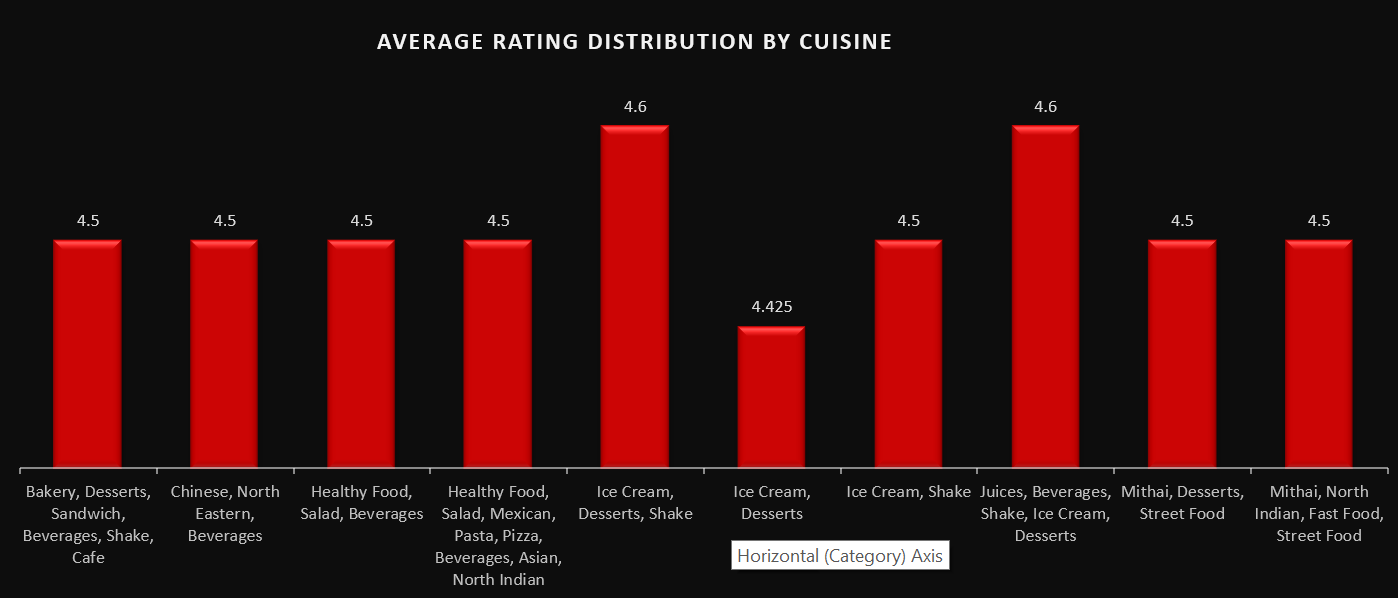 AVERAGE RATING DISTRIBUTION BY CUISINE
4.5
4.5
4.5
4.5
4.6
4.425
4.5
4.6
4.5
4.5
Bakery, Desserts,
Sandwich,
Beverages, Shake,
Cafe
Chinese, North
Eastern,
Beverages
Healthy Food,
Salad, Beverages
Healthy Food,
Salad, Mexican,
Pasta, Pizza,
Beverages, Asian,
North Indian
Ice Cream,
Desserts, Shake
Ice Cream,
Desserts
Ice Cream, Shake
Juices, Beverages,
Shake, Ice Cream,
Desserts
Mithai, Desserts,
Street Food
Mithai, North
Indian, Fast Food,
Street Food
Horizontal (Category) Axis